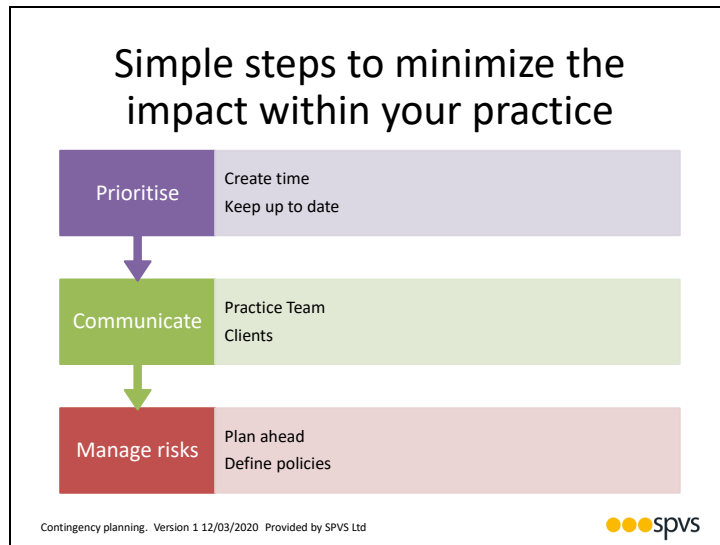 Simple steps to minimize the
impact within your practice
Prioritise
Create time
Keep up to date
Communicate
Practice Team
Clients
Manage risks
Plan ahead
Define policies
Contingency planning.  Version 1 12/03/2020  Provided by SPVS Ltd
spvs